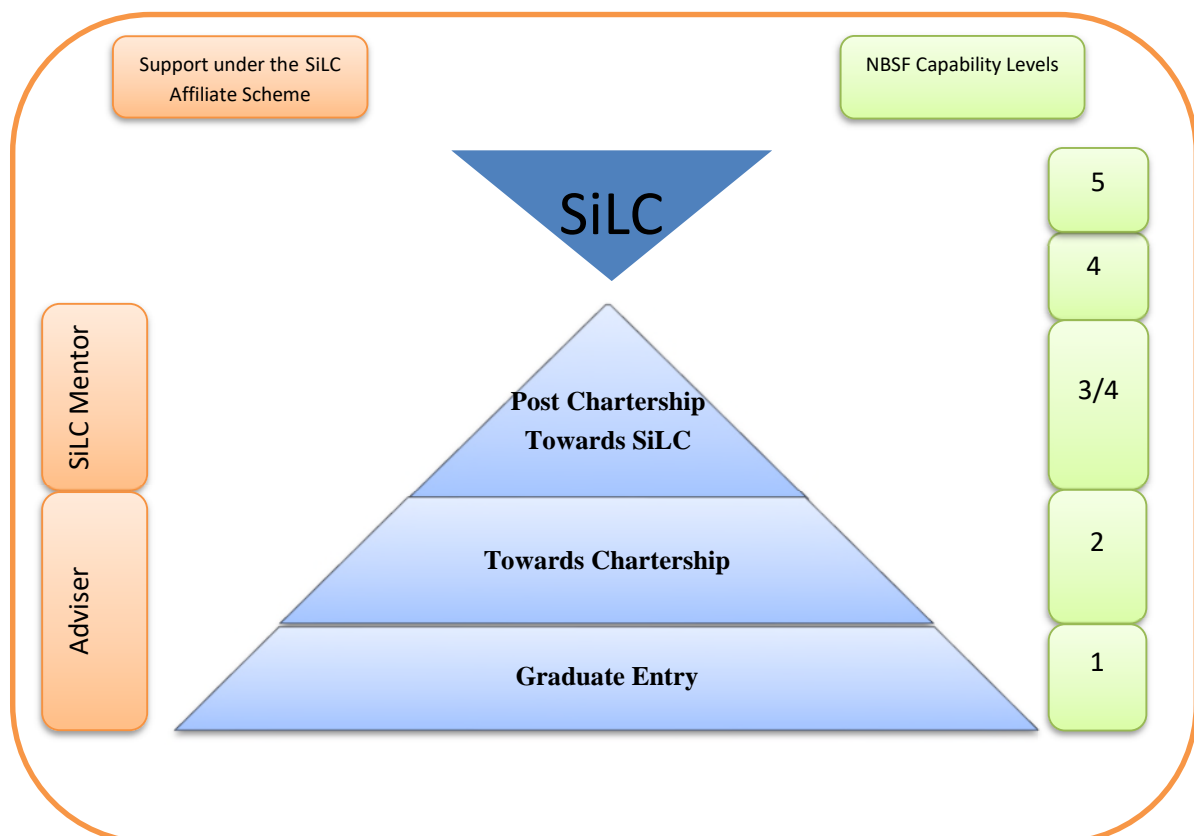 Support under the SiLC
Affiliate Scheme
NBSF Capability Levels
SiLC
5
4
SiLC Mentor
3/4
Post Chartership
Towards SiLC
Adviser
2
Towards Chartership
1
Graduate Entry